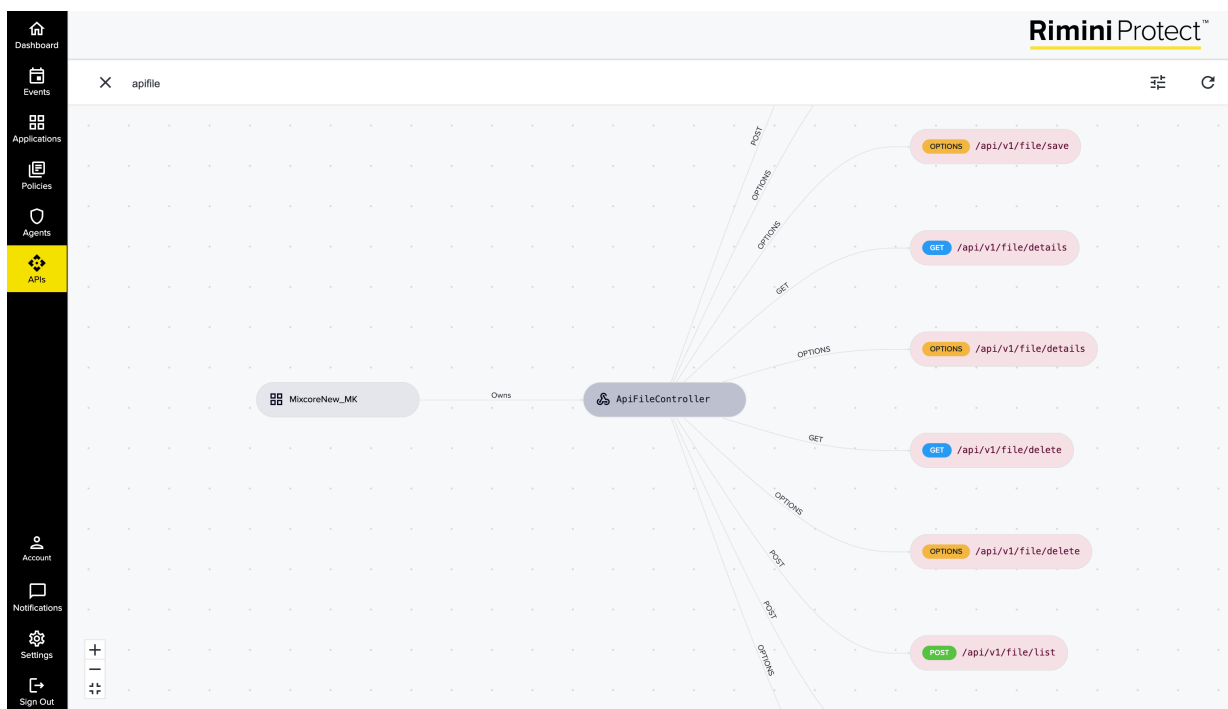 Rimini Protect™
Dashboard
Events
Applications
Policies
Agents
APIs
Account
Notifications
Settings
Sign Out
apifile
MixcoreNew_MK
Owns
ApiFileController
POST
OPTIONS
OPTIONS
GET
OPTIONS
GET
OPTIONS
POST
POST
OPTIONS
OPTIONS /api/v1/file/save
GET /api/v1/file/details
OPTIONS /api/v1/file/details
GET /api/v1/file/delete
OPTIONS /api/v1/file/delete
POST /api/v1/file/list